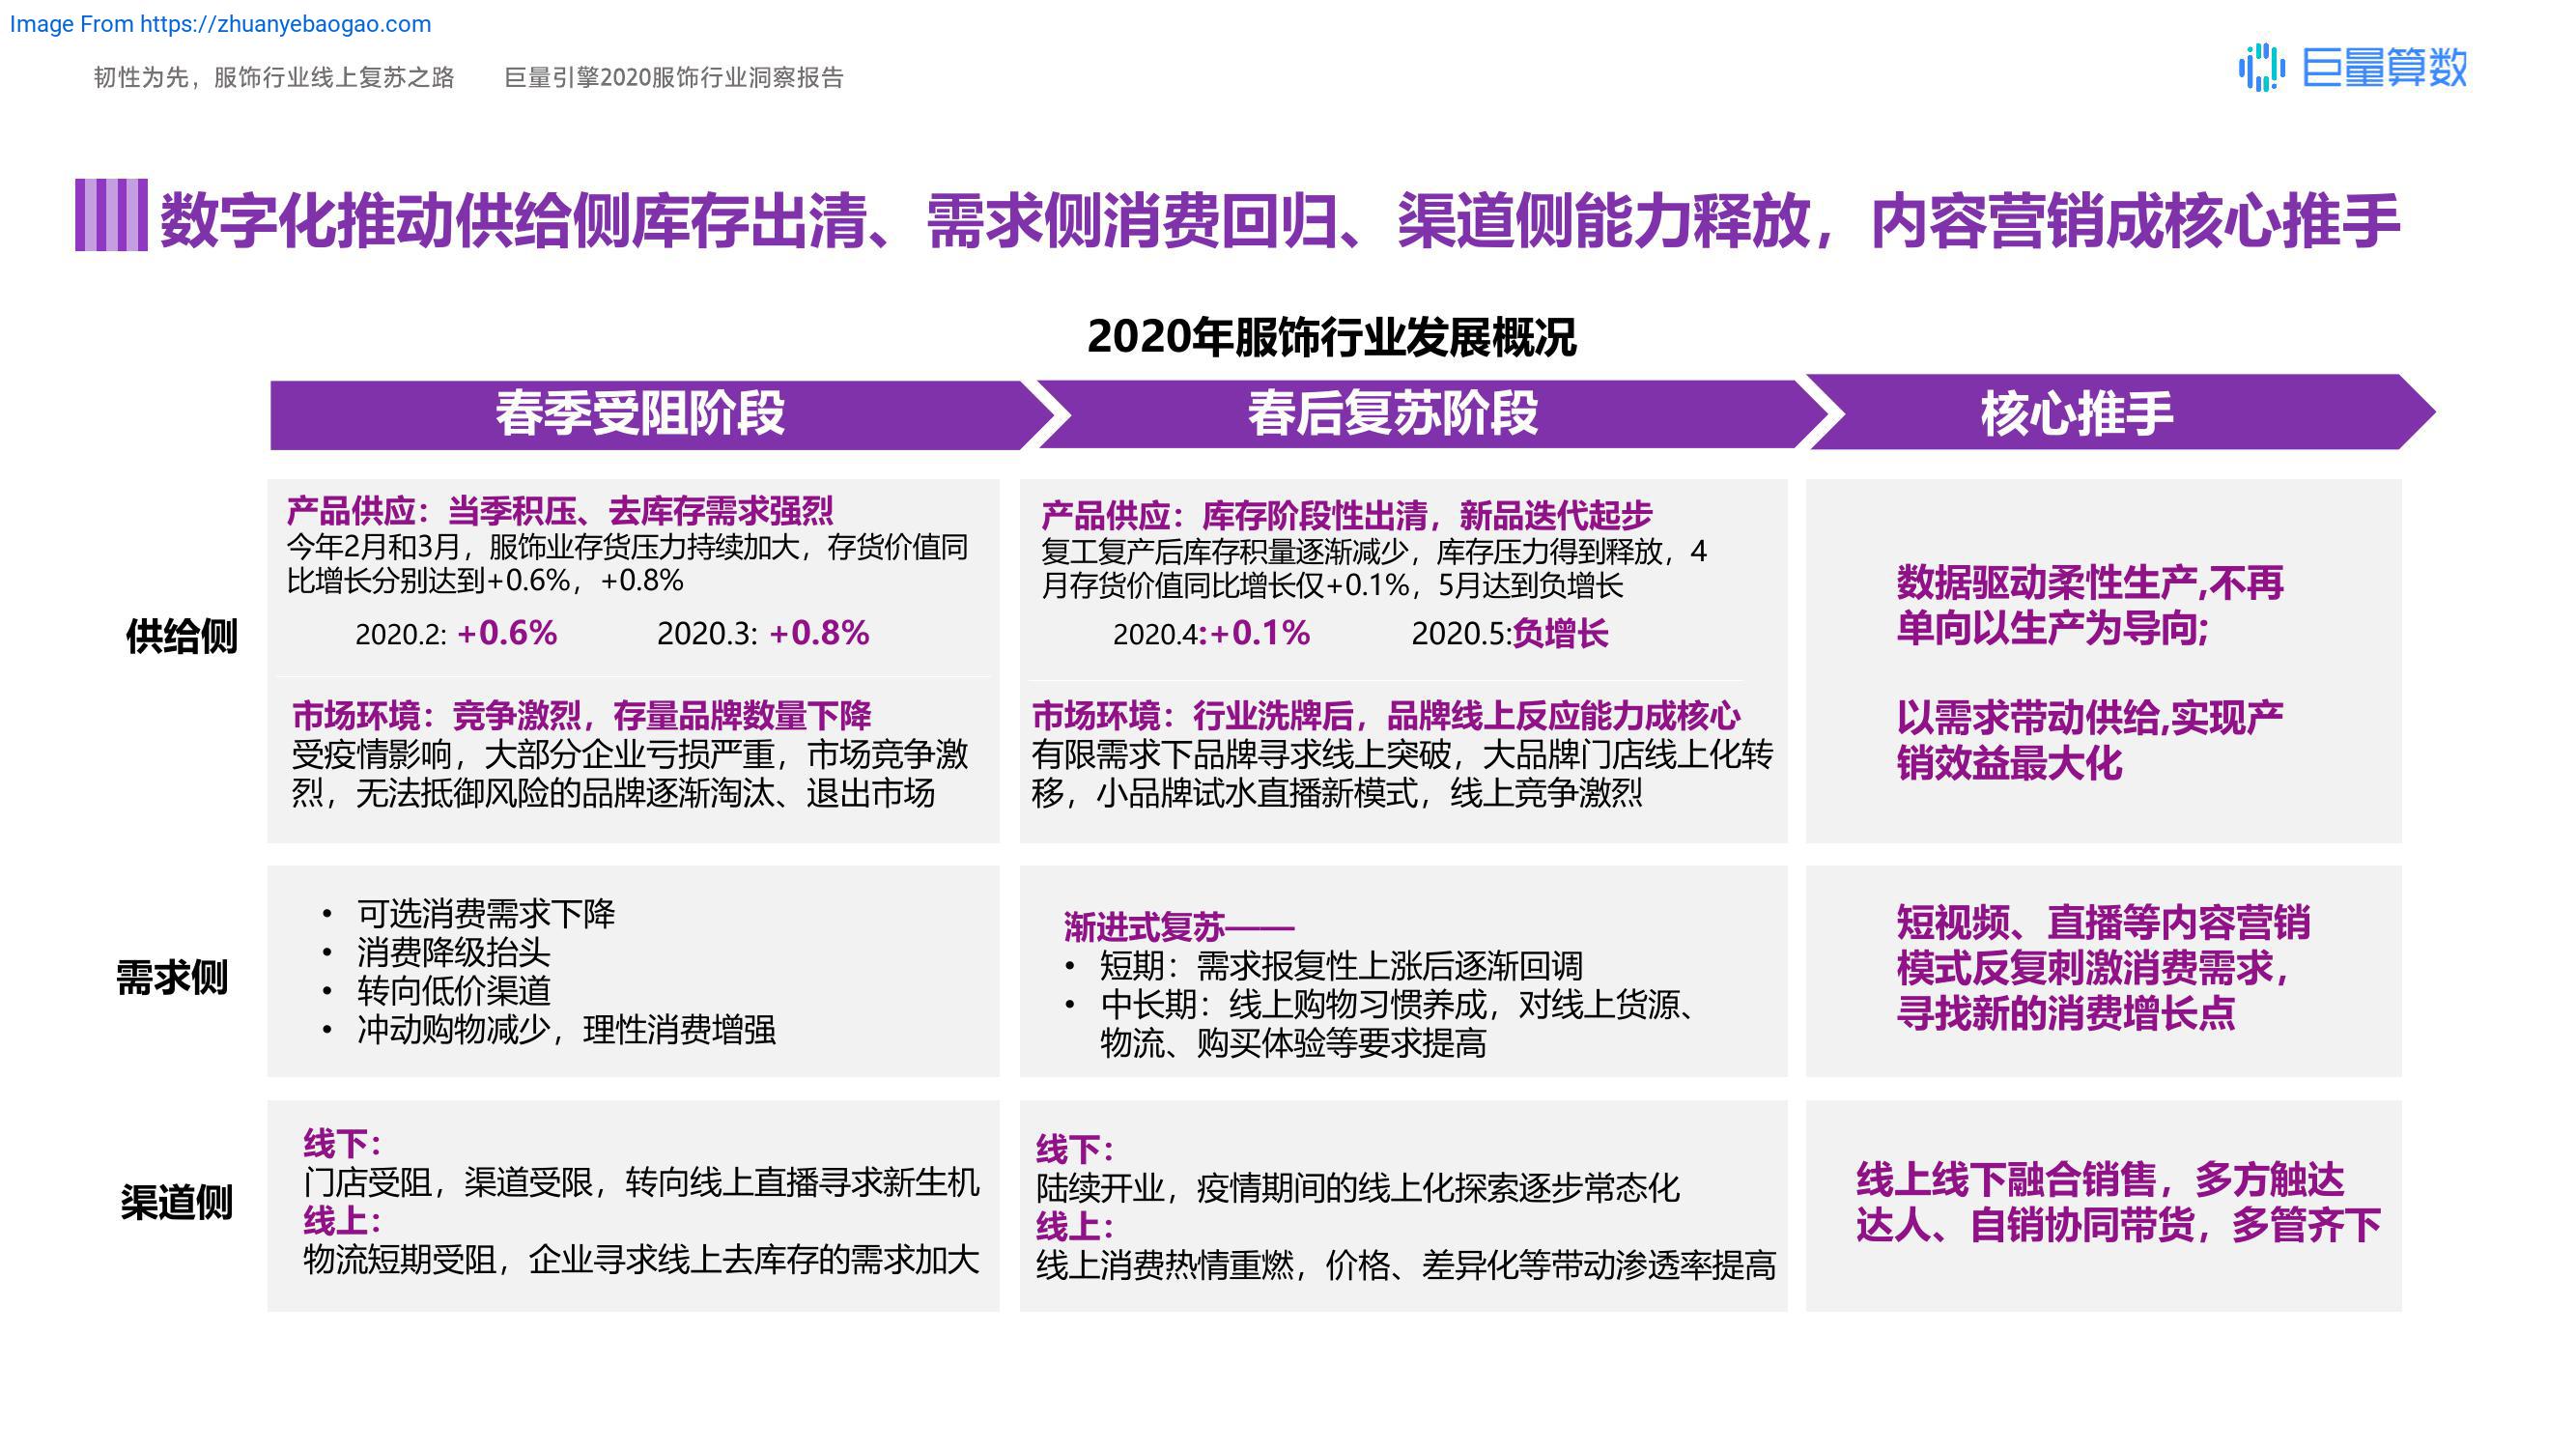 Image From https://zhuanyebaogao.com
韧性为先，服饰行业线上复苏之路　　巨量引擎2020服饰行业洞察报告
巨量算数
数字化推动供给侧库存出清、需求侧消费回归、渠道侧能力释放，内容营销成核心推手
2020年服饰行业发展概况
春季受阻阶段
春后复苏阶段
核心推手
供给侧
产品供应：当季积压、去库存需求强烈
今年2月和3月，服饰业存货压力持续加大，存货价值同
比增长分别达到+0.6%，+0.8%
2020.2: +0.6%　　2020.3: +0.8%
市场环境：竞争激烈，存量品牌数量下降
受疫情影响，大部分企业亏损严重，市场竞争激
烈，无法抵御风险的品牌逐渐淘汰、退出市场
产品供应：库存阶段性出清，新品迭代起步
复工复产后库存积量逐渐减少，库存压力得到释放，4
月存货价值同比增长仅+0.1%，5月达到负增长
2020.4:+0.1%　　2020.5:负增长
市场环境：行业洗牌后，品牌线上反应能力成核心
有限需求下品牌寻求线上突破，大品牌门店线上化转
移，小品牌试水直播新模式，线上竞争激烈
数据驱动柔性生产,不再
单向以生产为导向;
以需求带动供给,实现产
销效益最大化
需求侧
• 可选消费需求下降
• 消费降级抬头
• 转向低价渠道
• 冲动购物减少，理性消费增强
渐进式复苏——
• 短期：需求报复性上涨后逐渐回调
• 中长期：线上购物习惯养成，对线上货源、
物流、购买体验等要求提高
短视频、直播等内容营销
模式反复刺激消费需求，
寻找新的消费增长点
渠道侧
线下：
门店受阻，渠道受限，转向线上直播寻求新生机
线上：
物流短期受阻，企业寻求线上去库存的需求加大
线下：
陆续开业，疫情期间的线上化探索逐步常态化
线上：
线上消费热情重燃，价格、差异化等带动渗透率提高
线上线下融合销售，多方触达
达人、自销协同带货，多管齐下